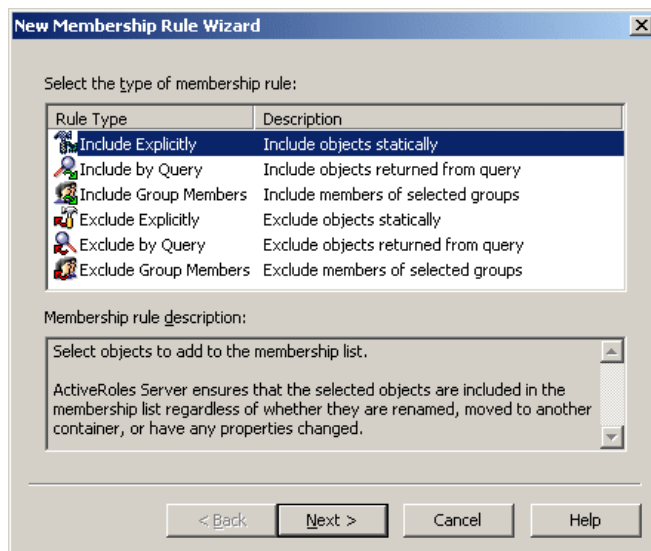 New Membership Rule Wizard
Select the type of membership rule:
Rule Type Description
Include Explicitly Include objects statically
Include by Query Include objects returned from query
Include Group Members Include members of selected groups
Exclude Explicitly Exclude objects statically
Exclude by Query Exclude objects returned from query
Exclude Group Members Exclude members of selected groups
Membership rule description:
Select objects to add to the membership list.
ActiveRoles Server ensures that the selected objects are included in the
membership list regardless of whether they are renamed, moved to another
container, or have any properties changed.
< Back Next > Cancel Help